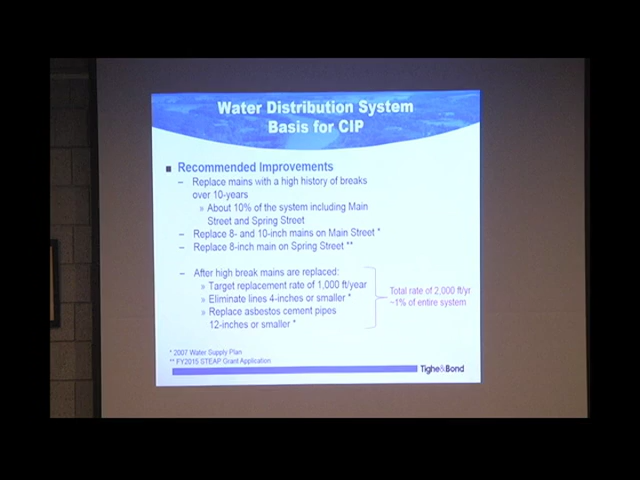 Water Distribution System
Basis for CIP
■ Recommended Improvements
– Replace mains with a high history of breaks
over 10-years
» About 10% of the system including Main
Street and Spring Street
– Replace 8- and 10-inch mains on Main Street *
– Replace 8-inch main on Spring Street **
– After high break mains are replaced:
» Target replacement rate of 1,000 ft/year
» Eliminate lines 4-inches or smaller *
» Replace asbestos cement pipes
12-inches or smaller *
Total rate of 2,000 ft/yr
~1% of entire system
* 2007 Water Supply Plan
** FY2015 STEAP Grant Application
Tighe&Bond